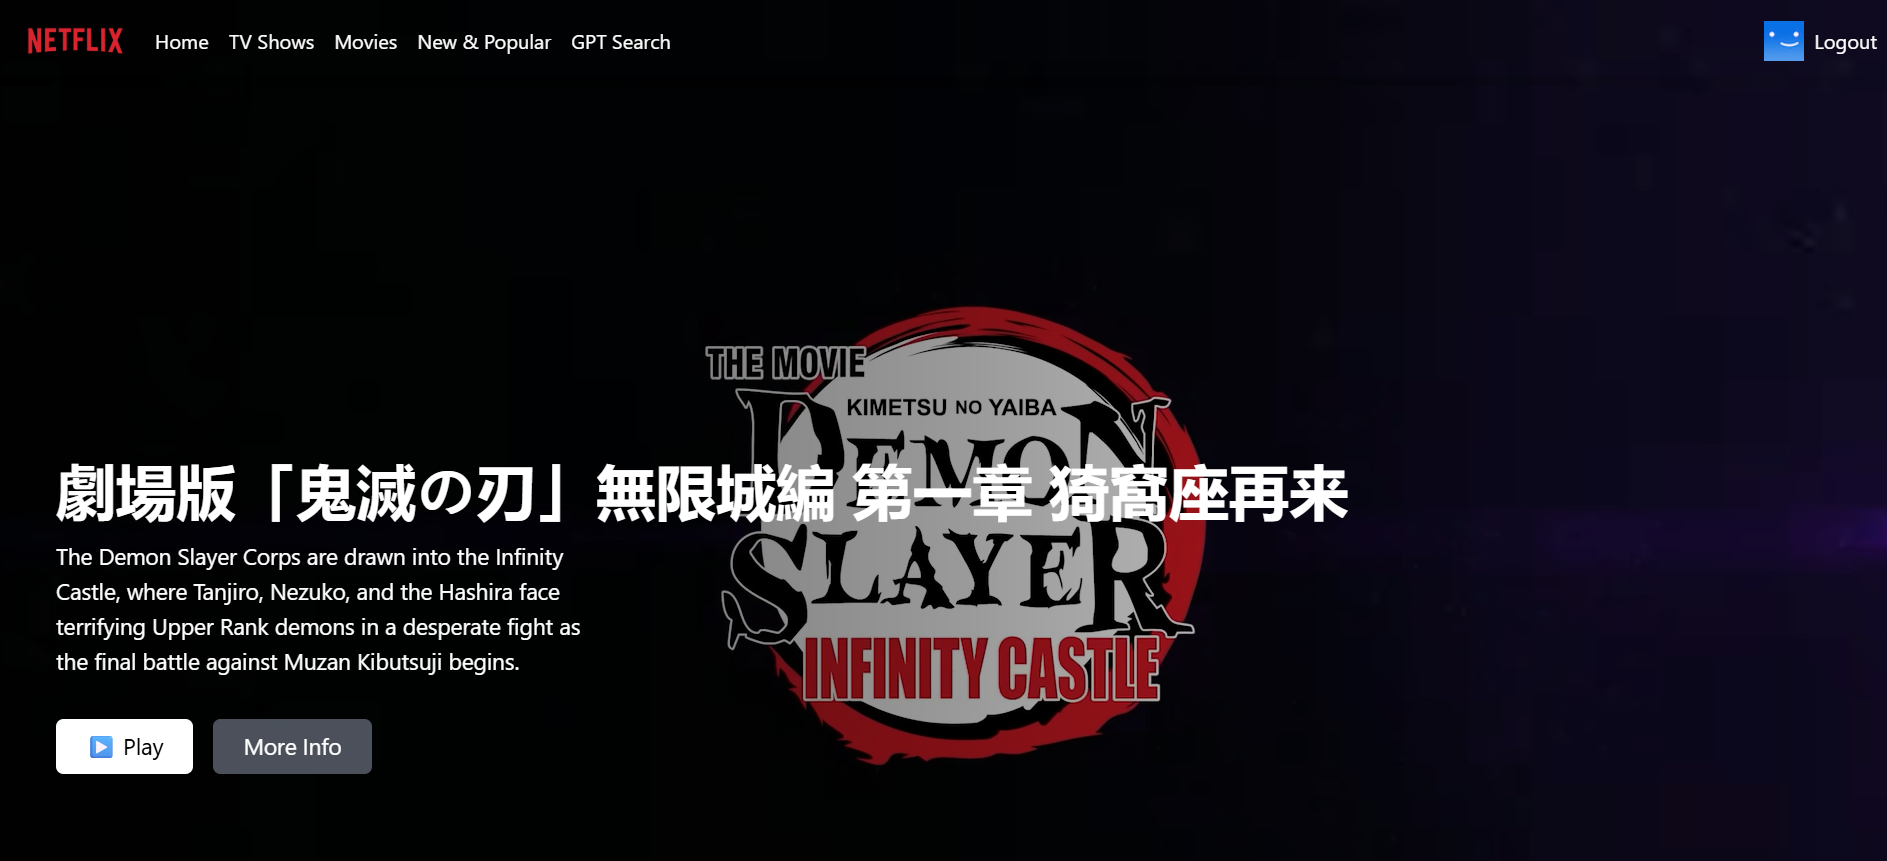 NETFLIX Home TV Shows Movies New & Popular GPT Search Logout
THE MOVIE
KIMETSU NO YAIBA
DEMON
SLAYER
INFINITY CASTLE
劇場版「鬼滅の刃」無限城編 第一章 猗窩座再来
The Demon Slayer Corps are drawn into the Infinity
Castle, where Tanjiro, Nezuko, and the Hashira face
terrifying Upper Rank demons in a desperate fight as
the final battle against Muzan Kibutsuji begins.
Play More Info